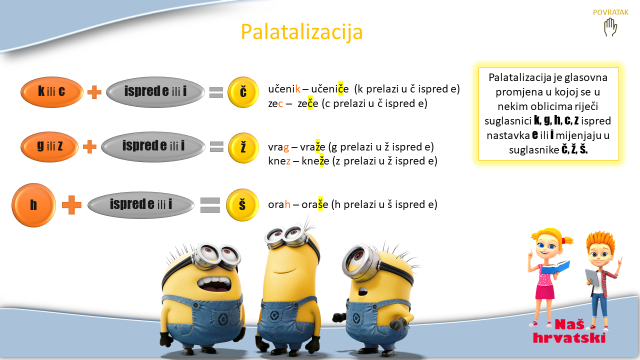 POVRATAK
Palatalizacija
k ili c + ispred e ili i = č
učenik – učeniče (k prelazi u č ispred e)
zec – zeče (c prelazi u č ispred e)
g ili z + ispred e ili i = ž
vrag – vraže (g prelazi u ž ispred e)
knez – kneže (z prelazi u ž ispred e)
h + ispred e ili i = š
orah – oraše (h prelazi u š ispred e)
Palatalizacija je glasovna
promjena u kojoj se u
nekim oblicima riječi
suglasnici k, g, h, c, z ispred
nastavka e ili i mijenjaju u
suglasnike č, ž, š.
Naš
hrvatski